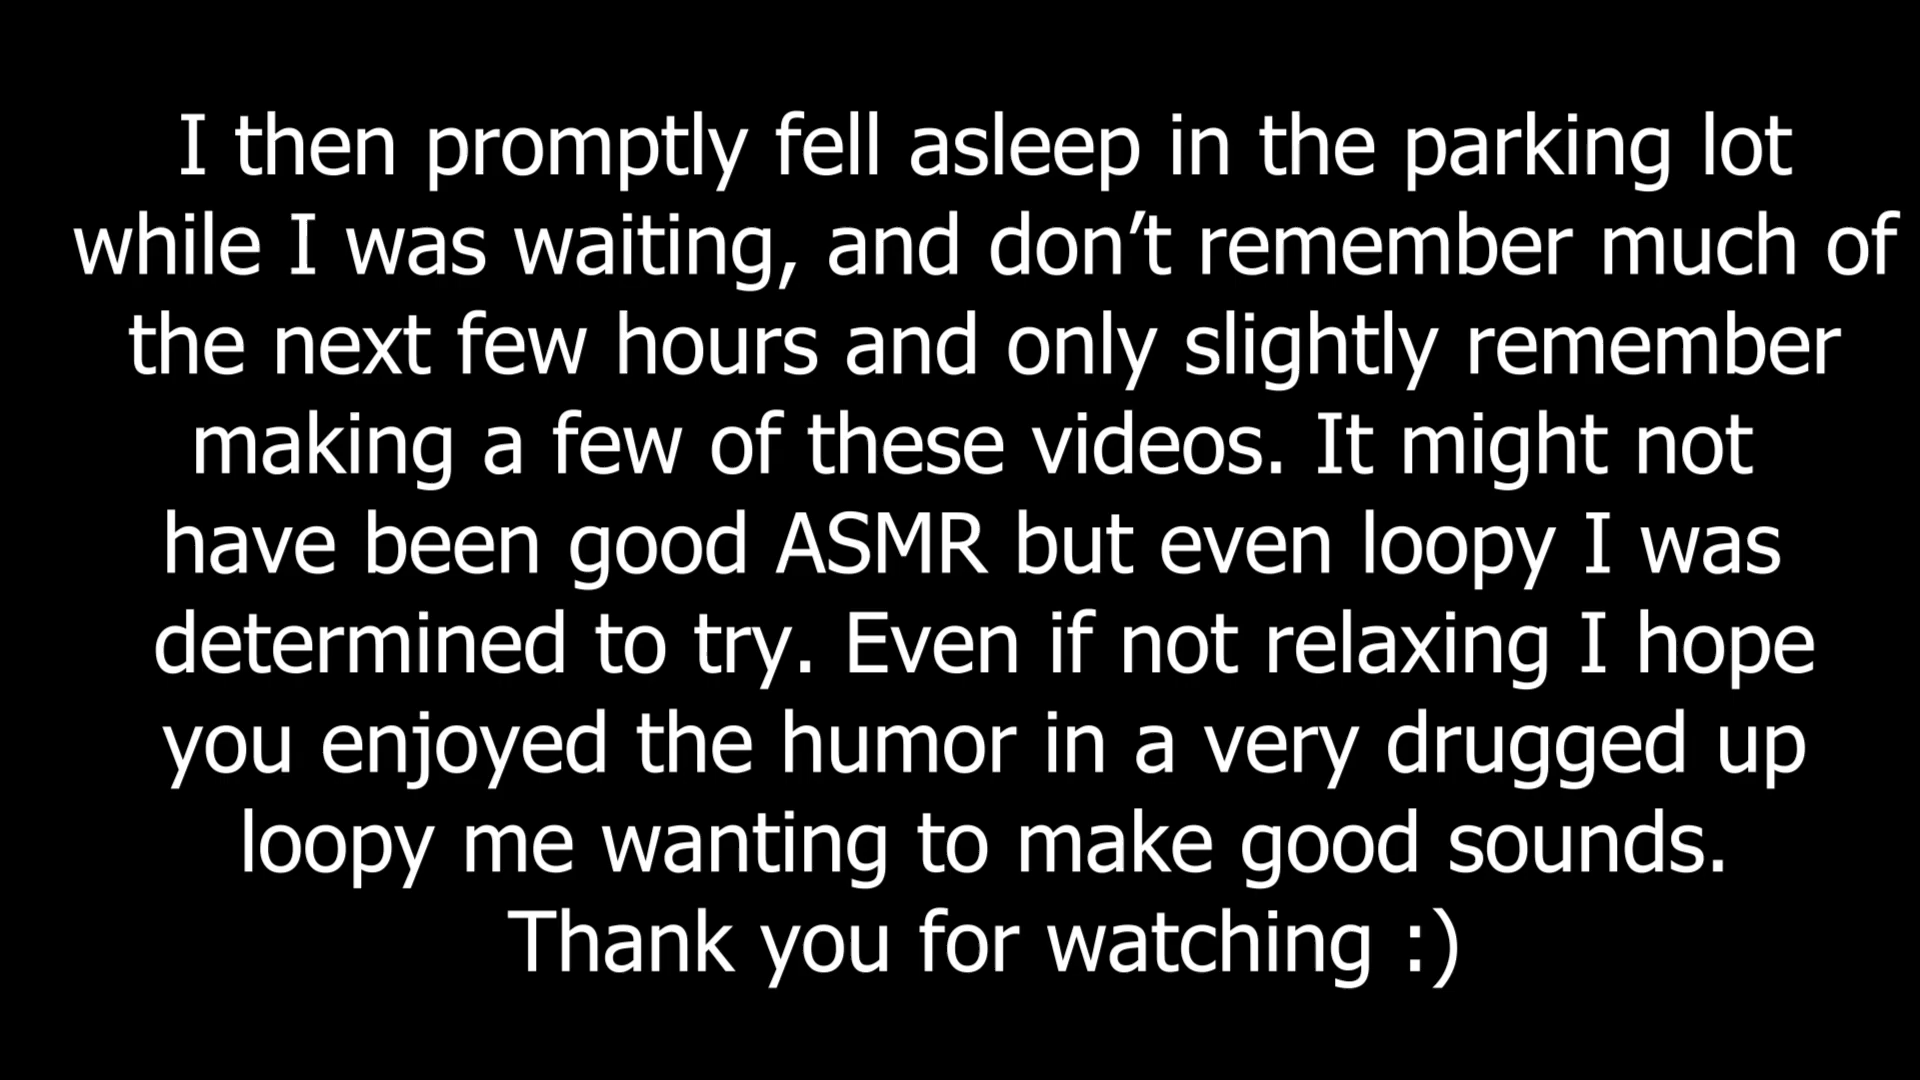 I then promptly fell asleep in the parking lot
while I was waiting, and don’t remember much of
the next few hours and only slightly remember
making a few of these videos. It might not
have been good ASMR but even loopy I was
determined to try. Even if not relaxing I hope
you enjoyed the humor in a very drugged up
loopy me wanting to make good sounds.
Thank you for watching :)